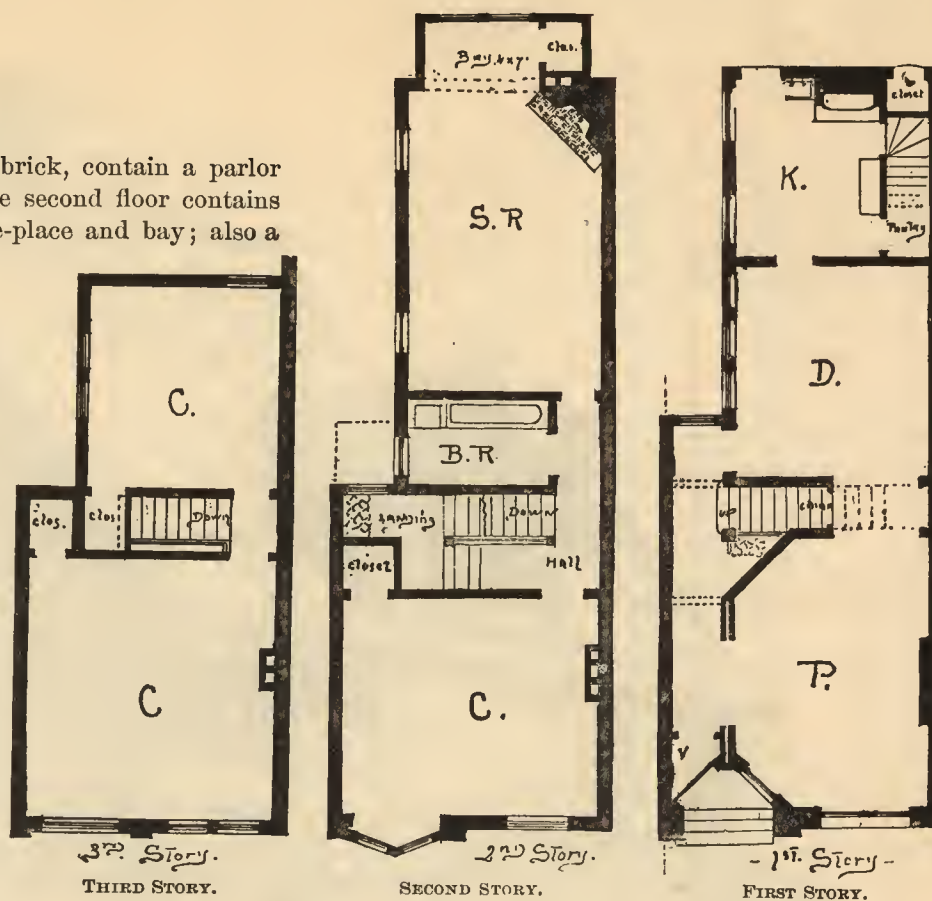 brick, contain a parlor
e second floor contains
e-place and bay; also a
C.
clos.
clos.
Down
C
3RD. Story.
THIRD STORY.
Bay. 4x7.
clos.
S.R
B.R.
LANDING
Down
closet
HALL
C.
2ND Story.
SECOND STORY.
closet
K.
Pantry
D.
UP
P.
V
- 1ST. Story -
FIRST STORY.